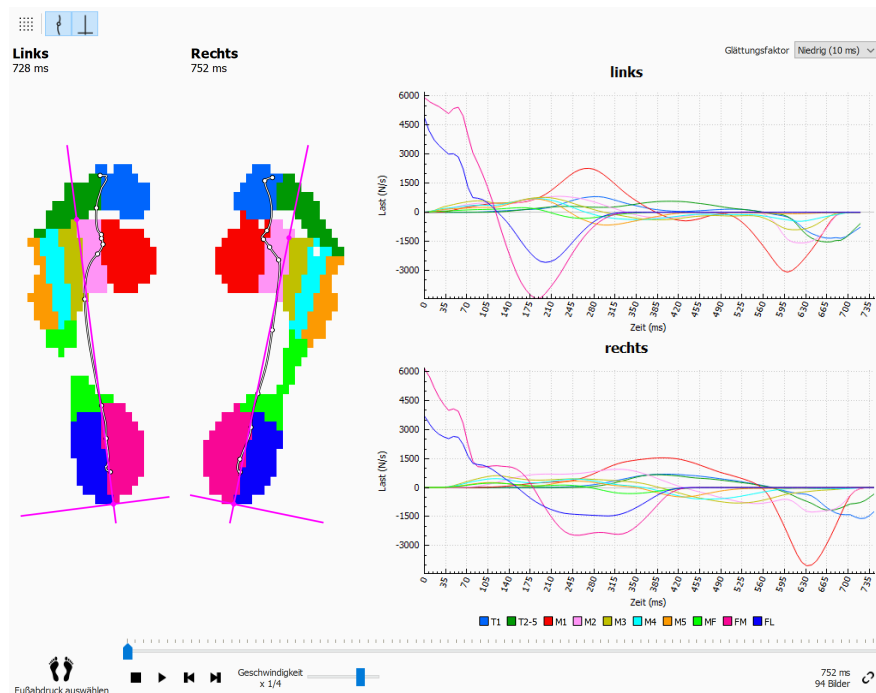 Links
728 ms
Rechts
752 ms
Glättungsfaktor Niedrig (10 ms)
links
6000
4500
3000
1500
0
-1500
-3000
Last (N/s)
0 35 70 105 140 175 210 245 280 315 350 385 420 455 490 525 560 595 630 665 700 735
Zeit (ms)
rechts
6000
4500
3000
1500
0
-1500
-3000
Last (N/s)
0 35 70 105 140 175 210 245 280 315 350 385 420 455 490 525 560 595 630 665 700 735
Zeit (ms)
T1 T2-5 M1 M2 M3 M4 M5 MF FM FL
Fußabdruck auswählen
Geschwindigkeit
x 1/4
752 ms
94 Bilder